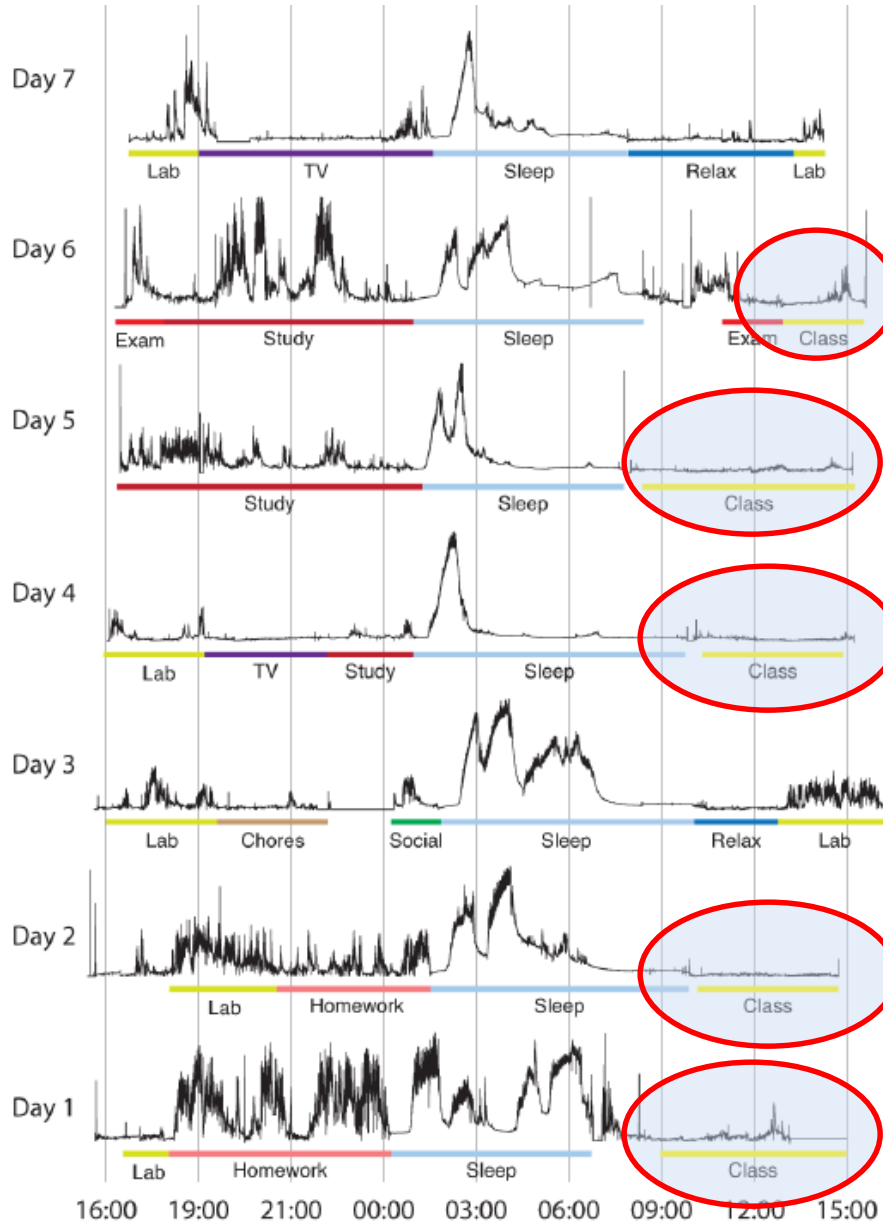 Day 7
Lab TV Sleep Relax Lab
Day 6
Exam Study Sleep Exam Class
Day 5
Study Sleep Class
Day 4
Lab TV Study Sleep Class
Day 3
Lab Chores Social Sleep Relax Lab
Day 2
Lab Homework Sleep Class
Day 1
Lab Homework Sleep Class
16:00 19:00 21:00 00:00 03:00 06:00 09:00 12:00 15:00